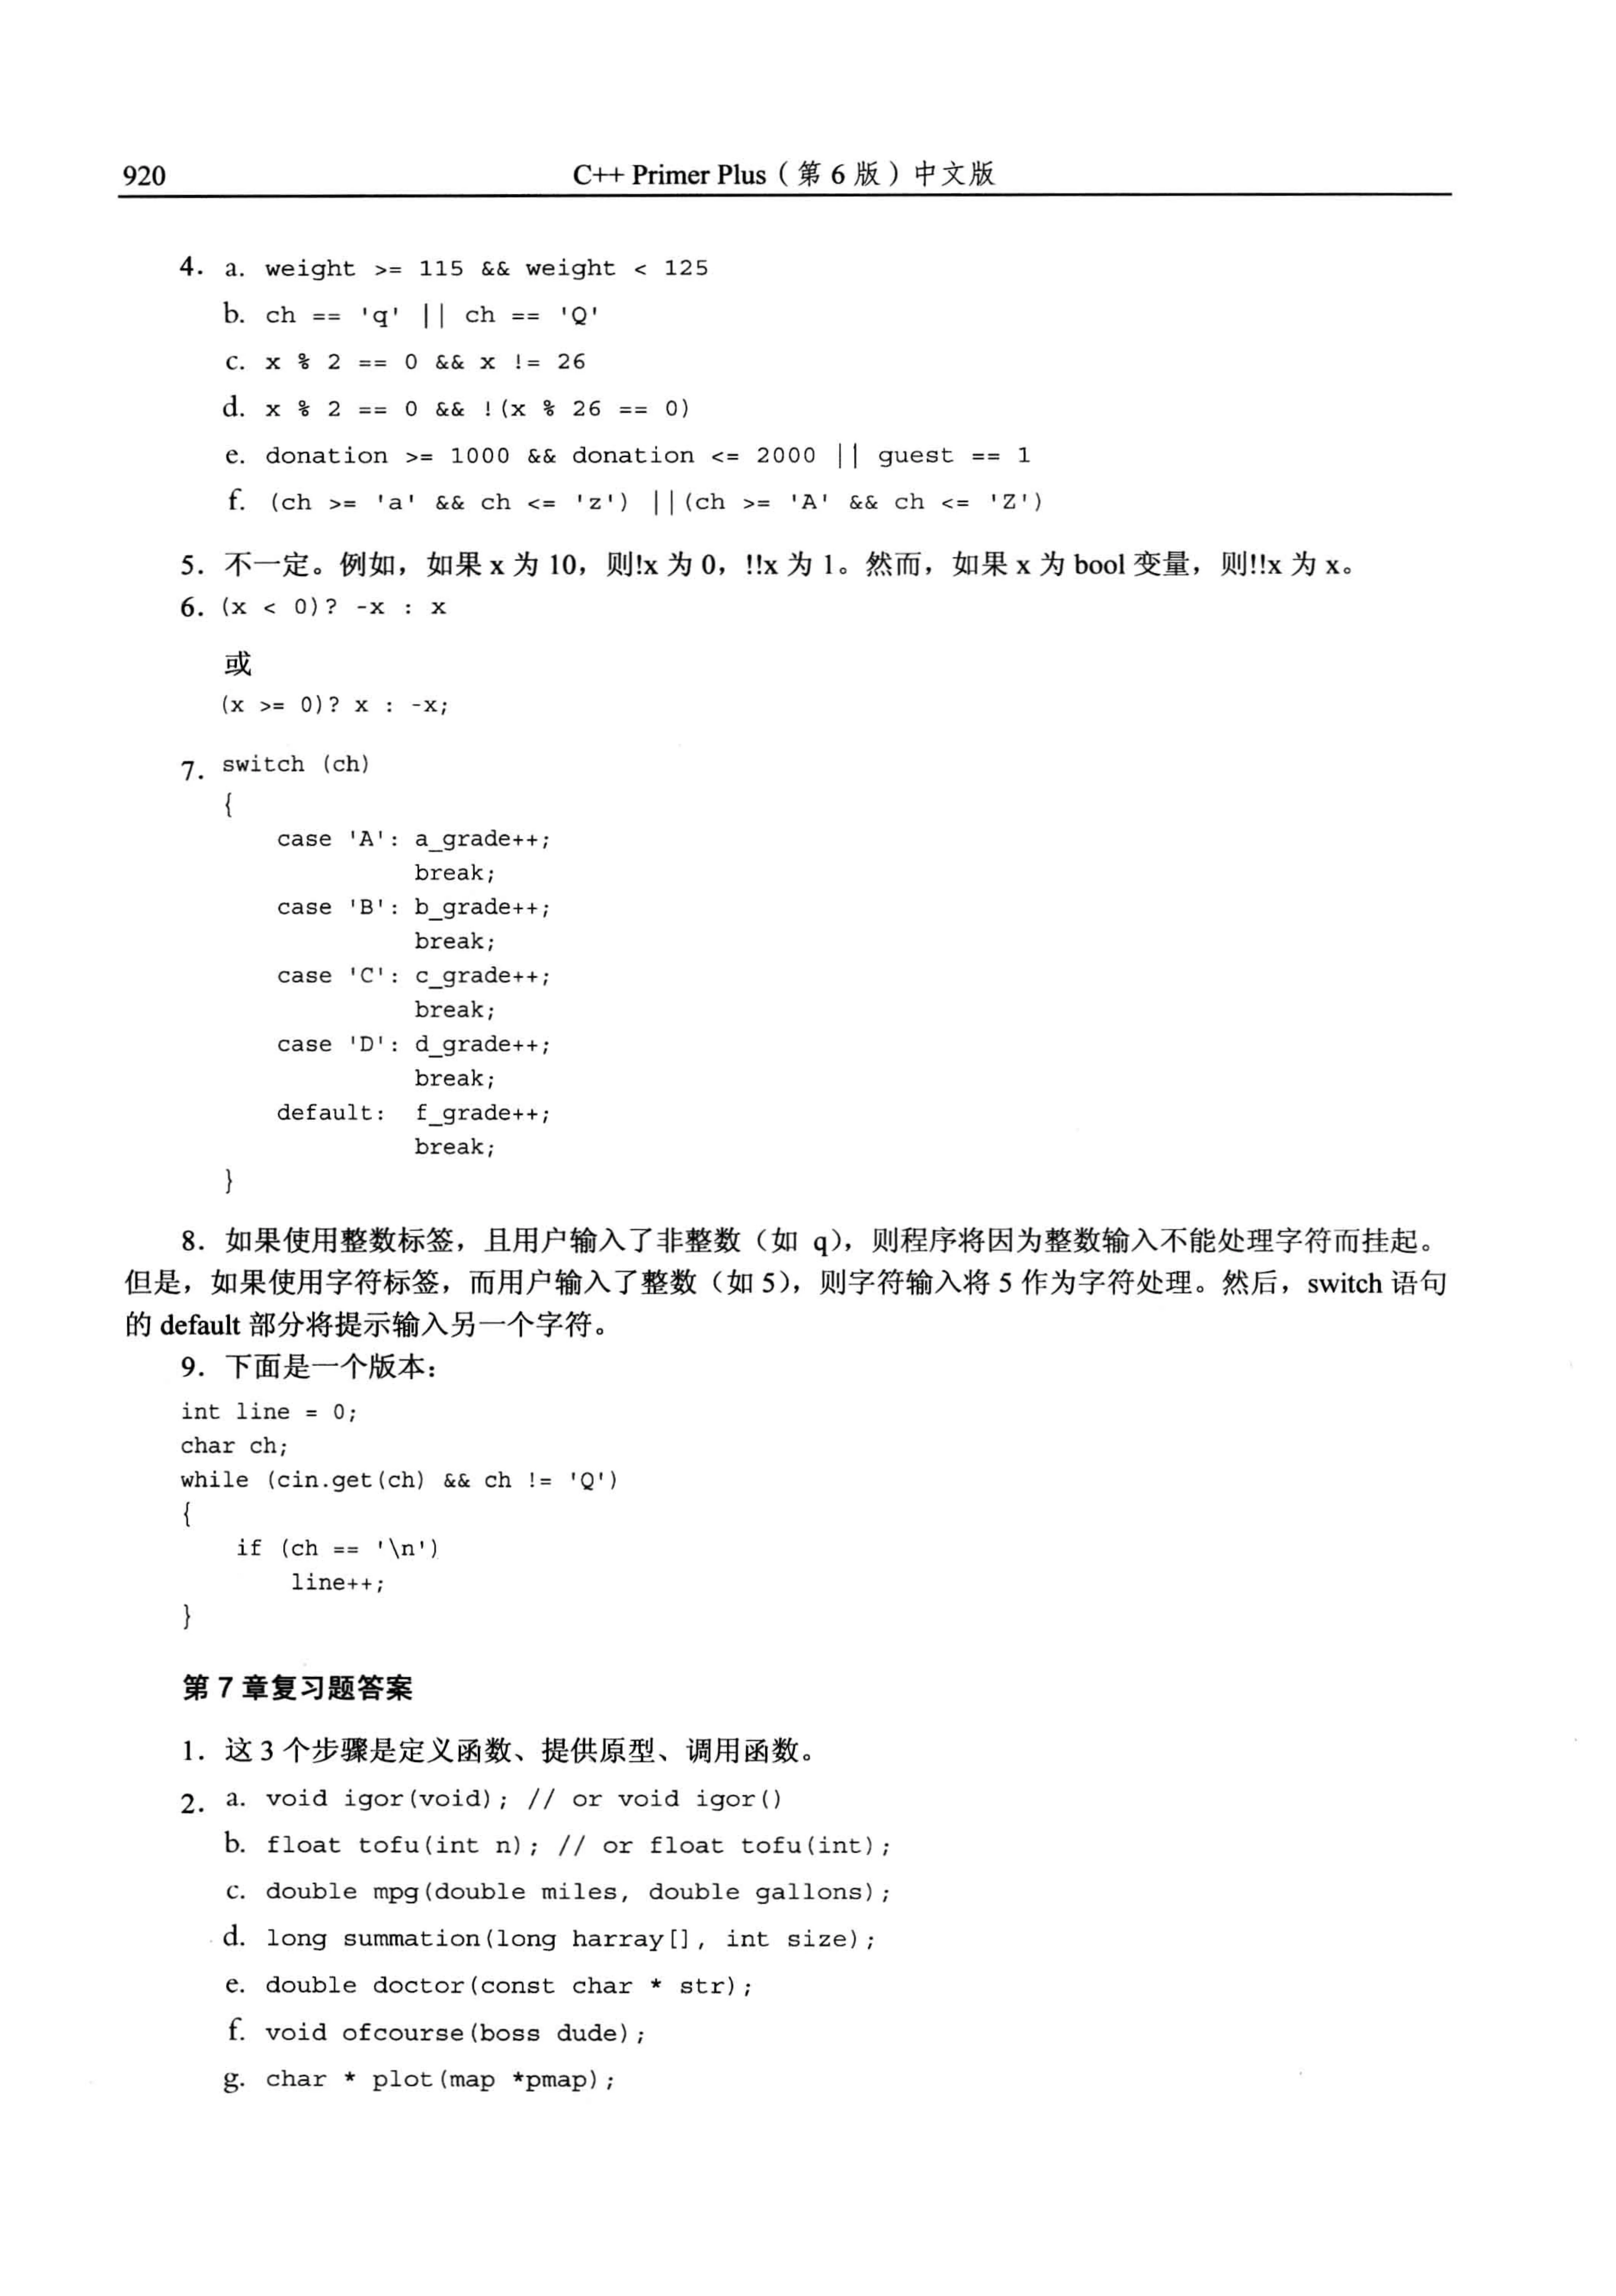 920
C++ Primer Plus（第 6 版）中文版
4. a. weight >= 115 && weight < 125
b. ch == 'q' || ch == 'Q'
c. x % 2 == 0 && x != 26
d. x % 2 == 0 && !(x % 26 == 0)
e. donation >= 1000 && donation <= 2000 || guest == 1
f. (ch >= 'a' && ch <= 'z') ||(ch >= 'A' && ch <= 'Z')
5. 不一定。例如，如果 x 为 10，则!x 为 0，!!x 为 1。然而，如果 x 为 bool 变量，则!!x 为 x。
6. (x < 0)? -x : x
或
(x >= 0)? x : -x;
7. switch (ch)
{
case 'A': a_grade++;
break;
case 'B': b_grade++;
break;
case 'C': c_grade++;
break;
case 'D': d_grade++;
break;
default: f_grade++;
break;
}
8. 如果使用整数标签，且用户输入了非整数（如 q），则程序将因为整数输入不能处理字符而挂起。
但是，如果使用字符标签，而用户输入了整数（如 5），则字符输入将 5 作为字符处理。然后，switch 语句
的 default 部分将提示输入另一个字符。
9. 下面是一个版本：
int line = 0;
char ch;
while (cin.get(ch) && ch != 'Q')
{
if (ch == '\n')
line++;
}
第 7 章复习题答案
1. 这 3 个步骤是定义函数、提供原型、调用函数。
2. a. void igor(void); // or void igor()
b. float tofu(int n); // or float tofu(int);
c. double mpg(double miles, double gallons);
d. long summation(long harray[], int size);
e. double doctor(const char * str);
f. void ofcourse(boss dude);
g. char * plot(map *pmap);